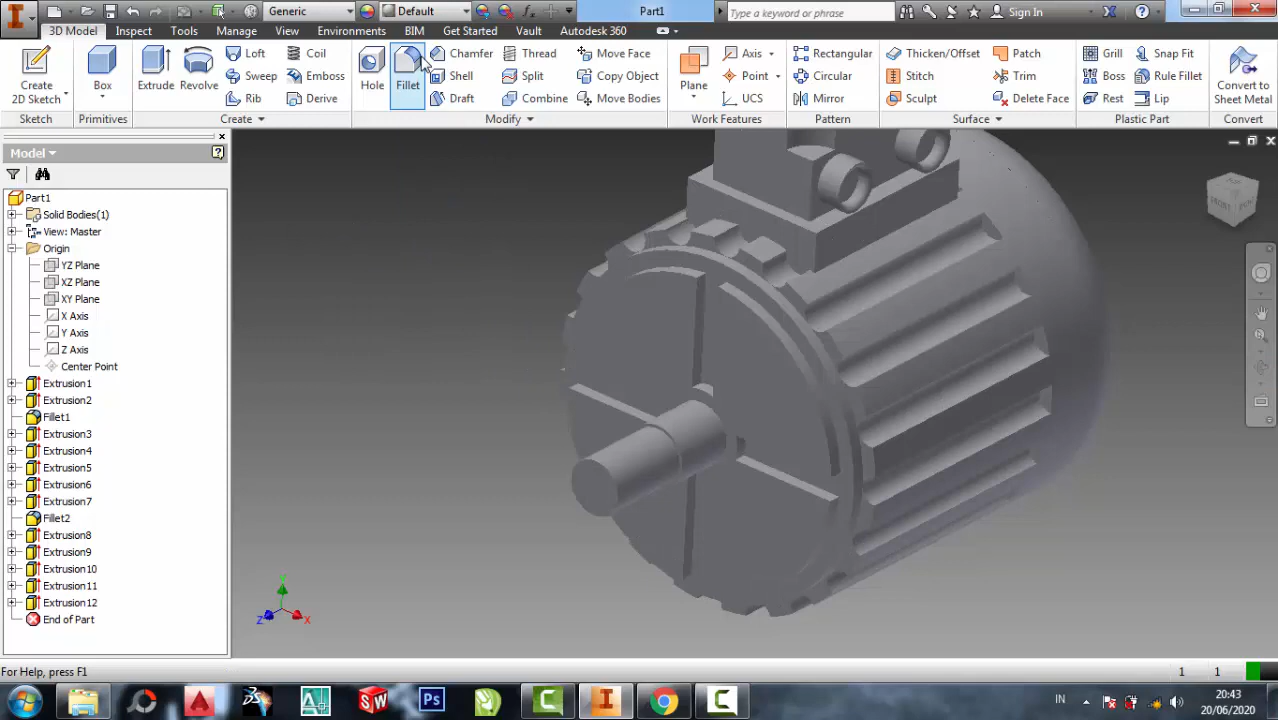 Generic
Default
Part1
Type a keyword or phrase
Sign In
3D Model Inspect Tools Manage View Environments BIM Get Started Vault Autodesk 360
Create
2D Sketch
Box
Extrude
Revolve
Loft
Sweep
Rib
Coil
Emboss
Derive
Hole
Fillet
Chamfer
Shell
Draft
Thread
Split
Combine
Move Face
Copy Object
Move Bodies
Plane
Axis
Point
UCS
Rectangular
Circular
Mirror
Thicken/Offset
Stitch
Sculpt
Patch
Trim
Delete Face
Grill
Boss
Rest
Snap Fit
Rule Fillet
Lip
Convert to
Sheet Metal
Sketch Primitives Create Modify Work Features Pattern Surface Plastic Part Convert
Model
Part1
Solid Bodies(1)
View: Master
Origin
YZ Plane
XZ Plane
XY Plane
X Axis
Y Axis
Z Axis
Center Point
Extrusion1
Extrusion2
Fillet1
Extrusion3
Extrusion4
Extrusion5
Extrusion6
Extrusion7
Fillet2
Extrusion8
Extrusion9
Extrusion10
Extrusion11
Extrusion12
End of Part
Z X
For Help, press F1
1 1
SW Ps
IN
20:43
20/06/2020